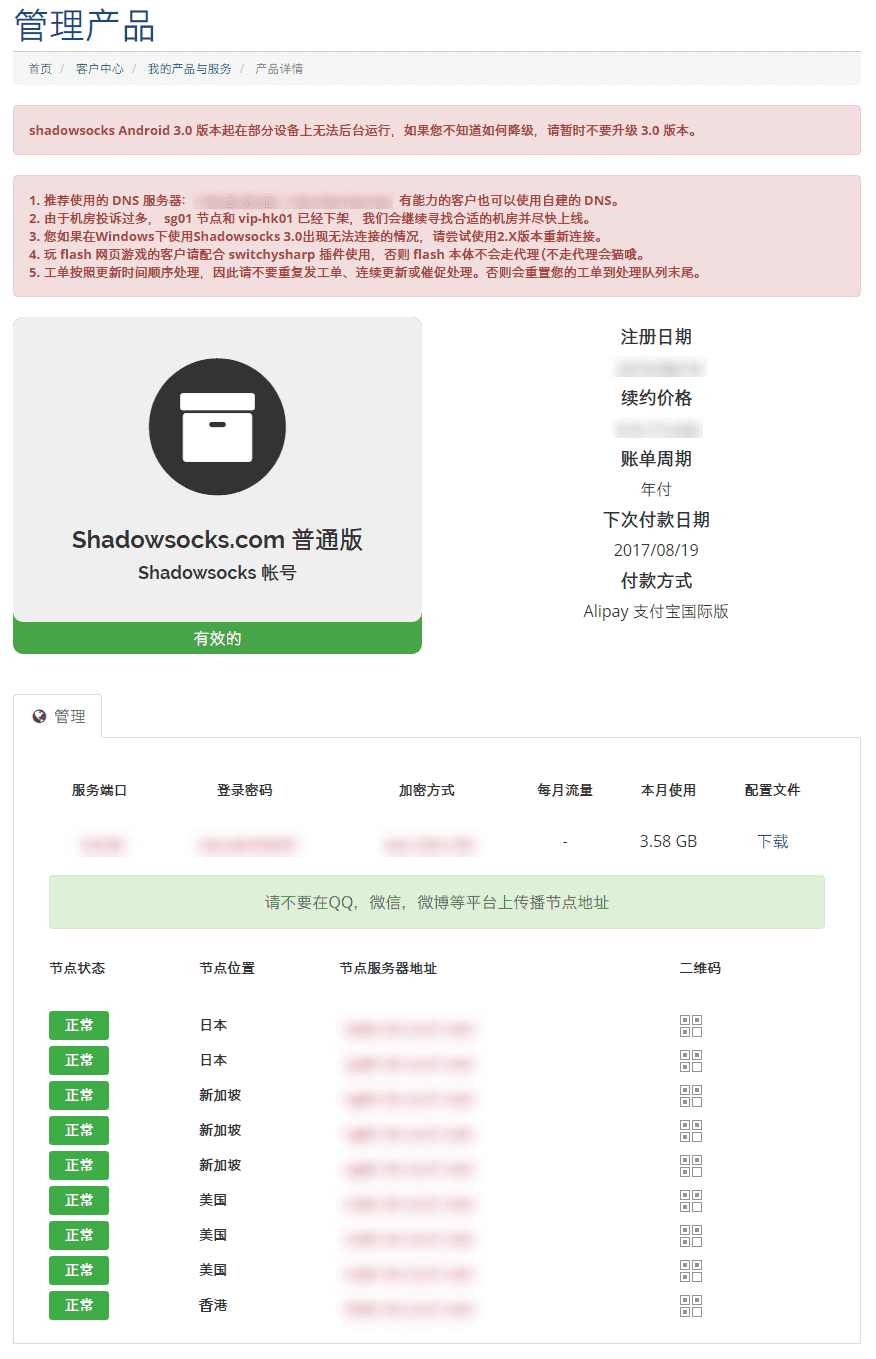 管理产品
首页 / 客户中心 / 我的产品与服务 / 产品详情
shadowsocks Android 3.0 版本起在部分设备上无法后台运行，如果您不知道如何降级，请暂时不要升级 3.0 版本。
1. 推荐使用的 DNS 服务器： 有能力的客户也可以使用自建的 DNS。
2. 由于机房投诉过多， sg01 节点和 vip-hk01 已经下架，我们会继续寻找合适的机房并尽快上线。
3. 您如果在Windows下使用Shadowsocks 3.0出现无法连接的情况，请尝试使用2.X版本重新连接。
4. 玩 flash 网页游戏的客户请配合 switchysharp 插件使用，否则 flash 本体不会走代理(不走代理会猫哦。
5. 工单按照更新时间顺序处理，因此请不要重复发工单、连续更新或催促处理。否则会重置您的工单到处理队列末尾。
Shadowsocks.com 普通版
Shadowsocks 帐号
有效的
注册日期
续约价格
账单周期
年付
下次付款日期
2017/08/19
付款方式
Alipay 支付宝国际版
管理
服务端口 登录密码 加密方式 每月流量 本月使用 配置文件
- 3.58 GB 下载
请不要在QQ，微信，微博等平台上传播节点地址
节点状态 节点位置 节点服务器地址 二维码
正常 日本
正常 日本
正常 新加坡
正常 新加坡
正常 新加坡
正常 美国
正常 美国
正常 美国
正常 香港